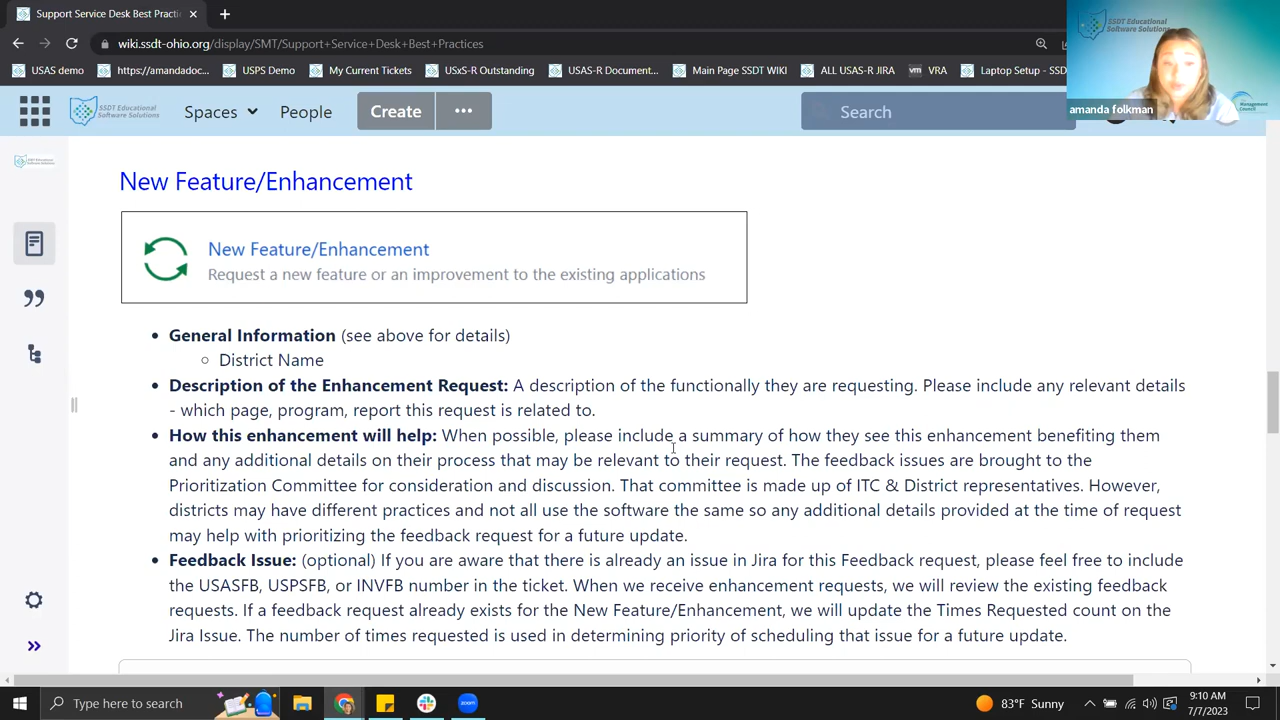 Support Service Desk Best Practi
wiki.ssdt-ohio.org/display/SMT/Support+Service+Desk+Best+Practices
USAS demo
https://amandadoc...
USPS Demo
My Current Tickets
USxS-R Ounstanding
USAS-R Document...
Main Page SSDT WIKI
ALL USAS-R JIRA
vm VRA
Laptop Setup - SSD
SSDT Educational
Software Solutions
amanda folkman
Management
Council
SSDT Educational
Software Solutions
Spaces
People
Create
Search
New Feature/Enhancement
New Feature/Enhancement
Request a new feature or an improvement to the existing applications
• General Information (see above for details)
○ District Name
• Description of the Enhancement Request: A description of the functionally they are requesting. Please include any relevant details
- which page, program, report this request is related to.
• How this enhancement will help: When possible, please include a summary of how they see this enhancement benefiting them
and any additional details on their process that may be relevant to their request. The feedback issues are brought to the
Prioritization Committee for consideration and discussion. That committee is made up of ITC & District representatives. However,
districts may have different practices and not all use the software the same so any additional details provided at the time of request
may help with prioritizing the feedback request for a future update.
• Feedback Issue: (optional) If you are aware that there is already an issue in Jira for this Feedback request, please feel free to include
the USASFB, USPSFB, or INVFB number in the ticket. When we receive enhancement requests, we will review the existing feedback
requests. If a feedback request already exists for the New Feature/Enhancement, we will update the Times Requested count on the
Jira Issue. The number of times requested is used in determining priority of scheduling that issue for a future update.
Type here to search
zoom
83°F Sunny
9:10 AM
7/7/2023